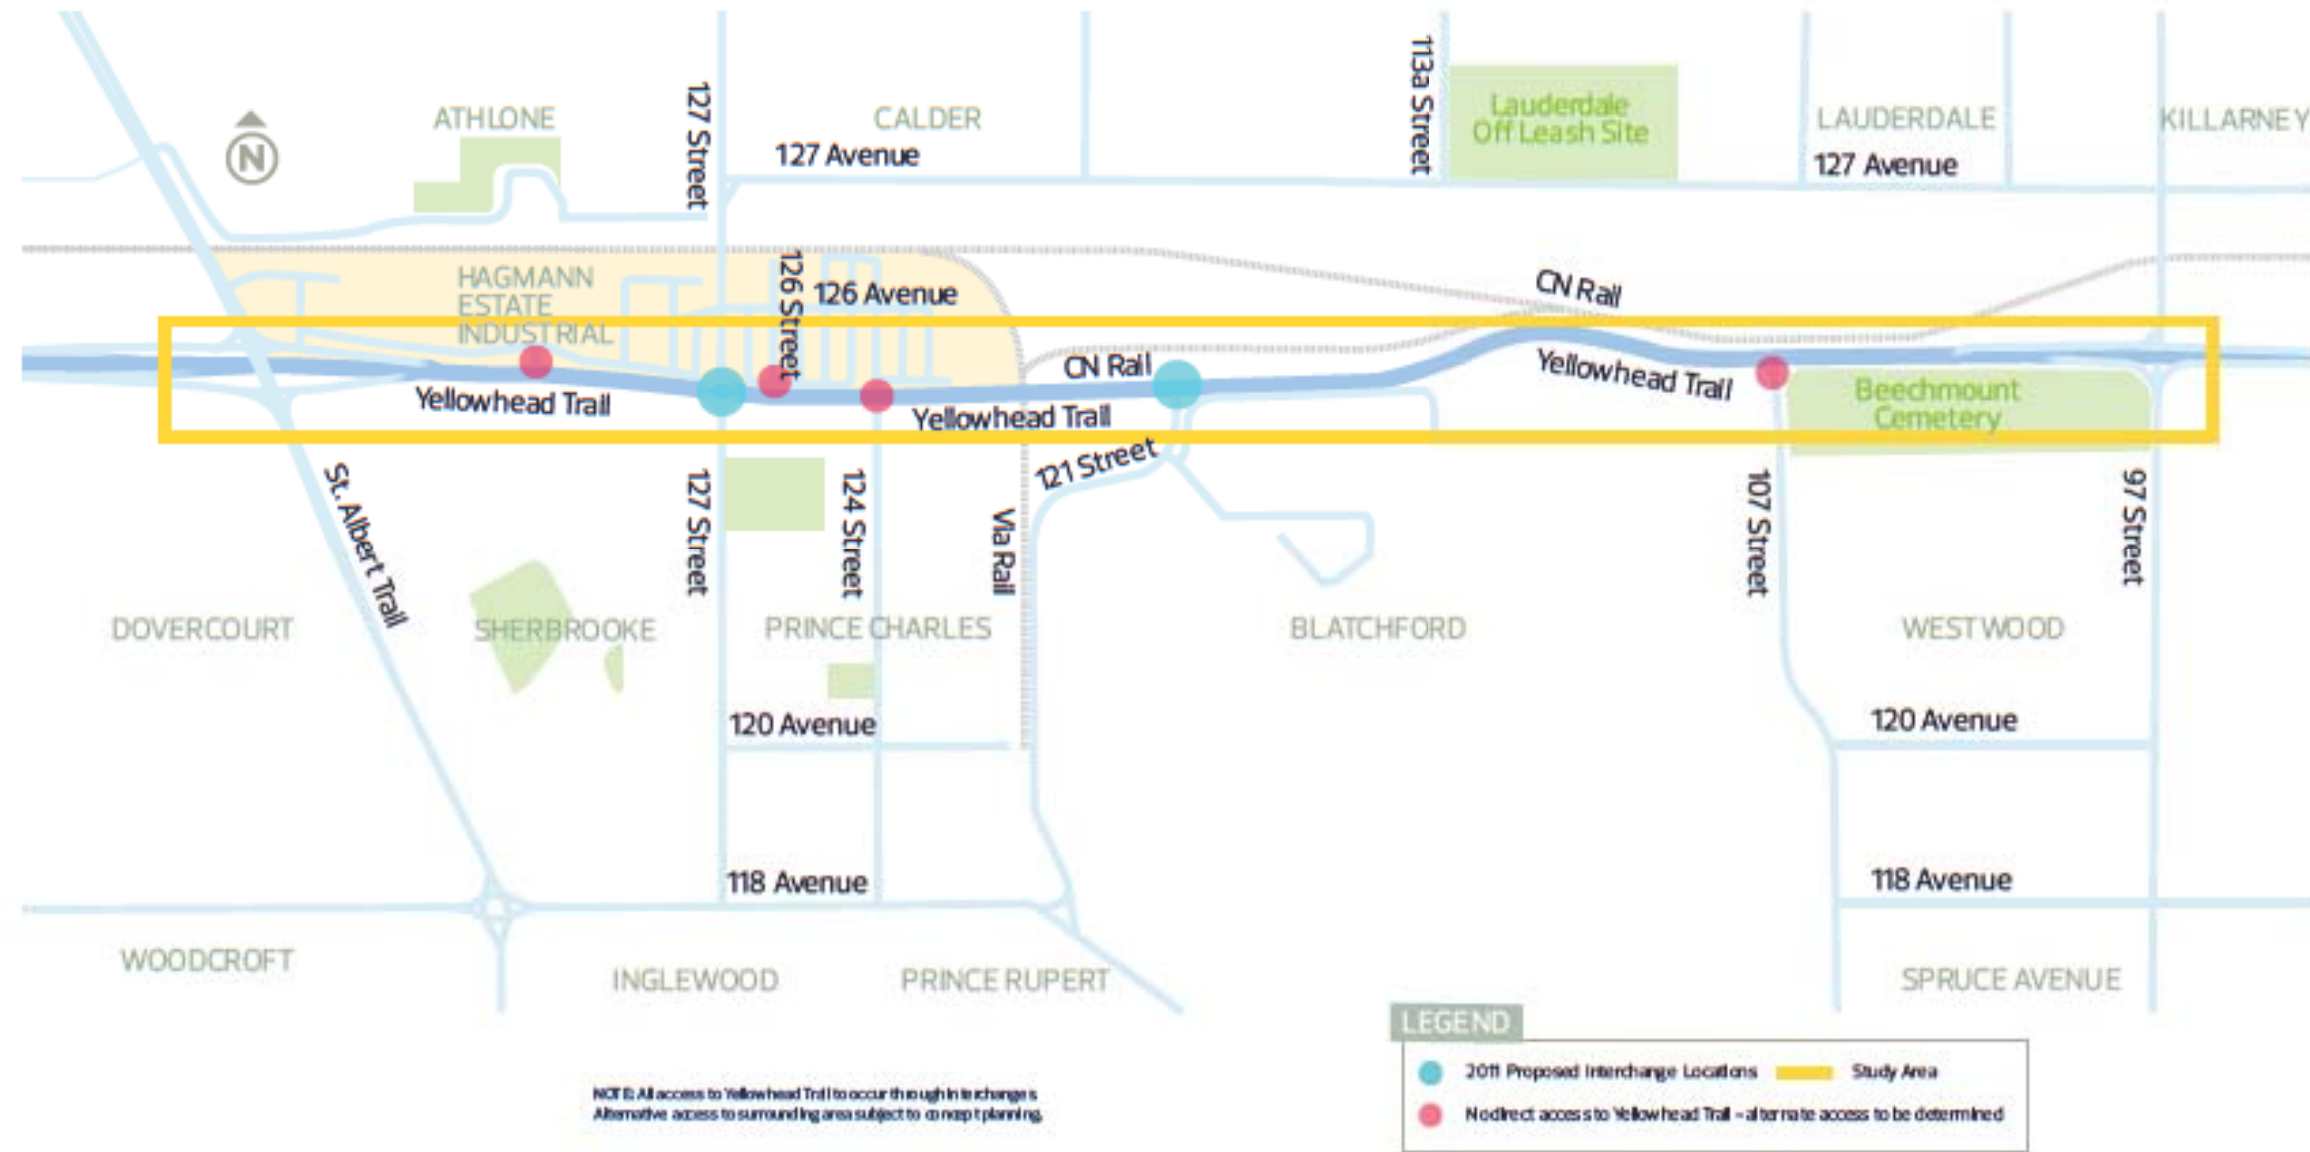 ATHLONE
127 Street
CALDER
127 Avenue
113a Street
Lauderdale
Off Leash Site
LAUDERDALE
127 Avenue
KILLARNEY
N
HAGMANN
ESTATE
INDUSTRIAL
126 Street
126 Avenue
CN Rail
CN Rail
Yellowhead Trail
Yellowhead Trail
Yellowhead Trail
Beechmount
Cemetery
St. Albert Trail
127 Street
124 Street
Via Rail
121 Street
107 Street
97 Street
DOVERCOURT
SHERBROOKE
PRINCE CHARLES
BLATCHFORD
WESTWOOD
120 Avenue
120 Avenue
118 Avenue
118 Avenue
WOODCROFT
INGLEWOOD
PRINCE RUPERT
SPRUCE AVENUE
LEGEND
2011 Proposed Interchange Locations
Study Area
No direct access to Yellowhead Trail – alternate access to be determined
NOTE: All access to Yellowhead Trail to occur through interchanges.
Alternative access to surrounding area subject to concept planning.